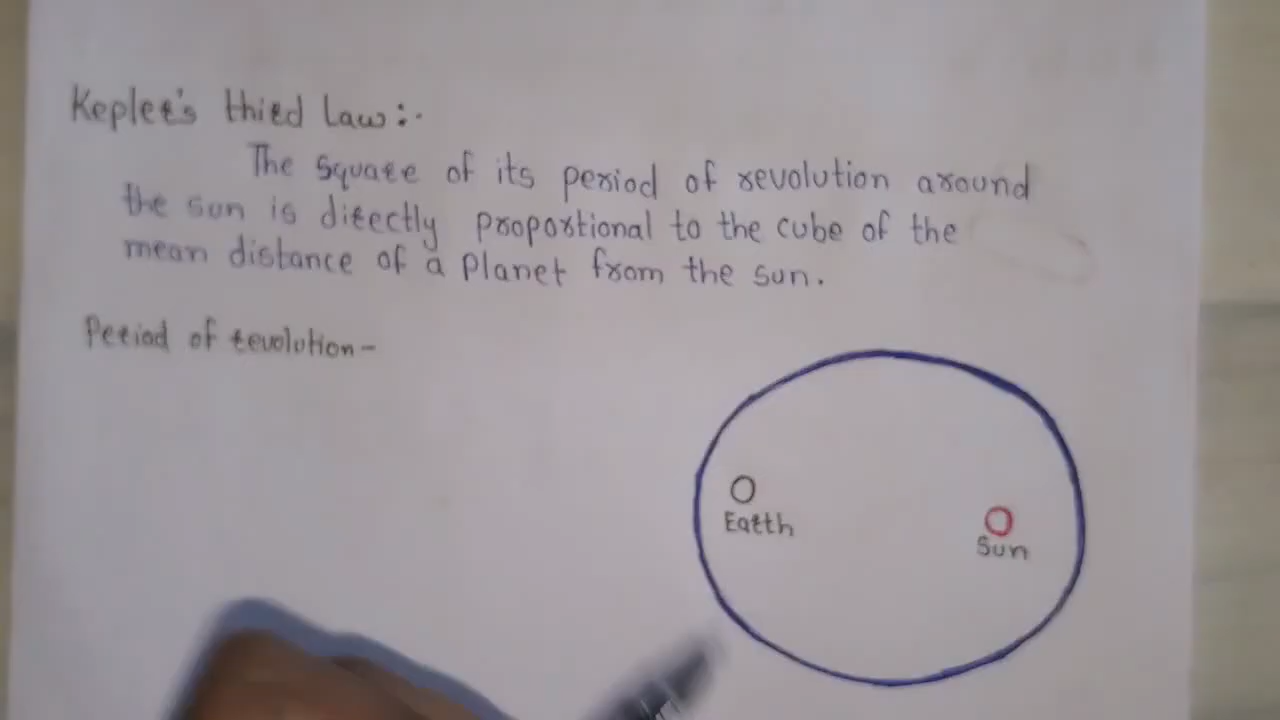 Kepler's third Law:-
The square of its period of revolution around
the sun is directly proportional to the cube of the
mean distance of a planet from the sun.
Period of revolution-
Earth
Sun